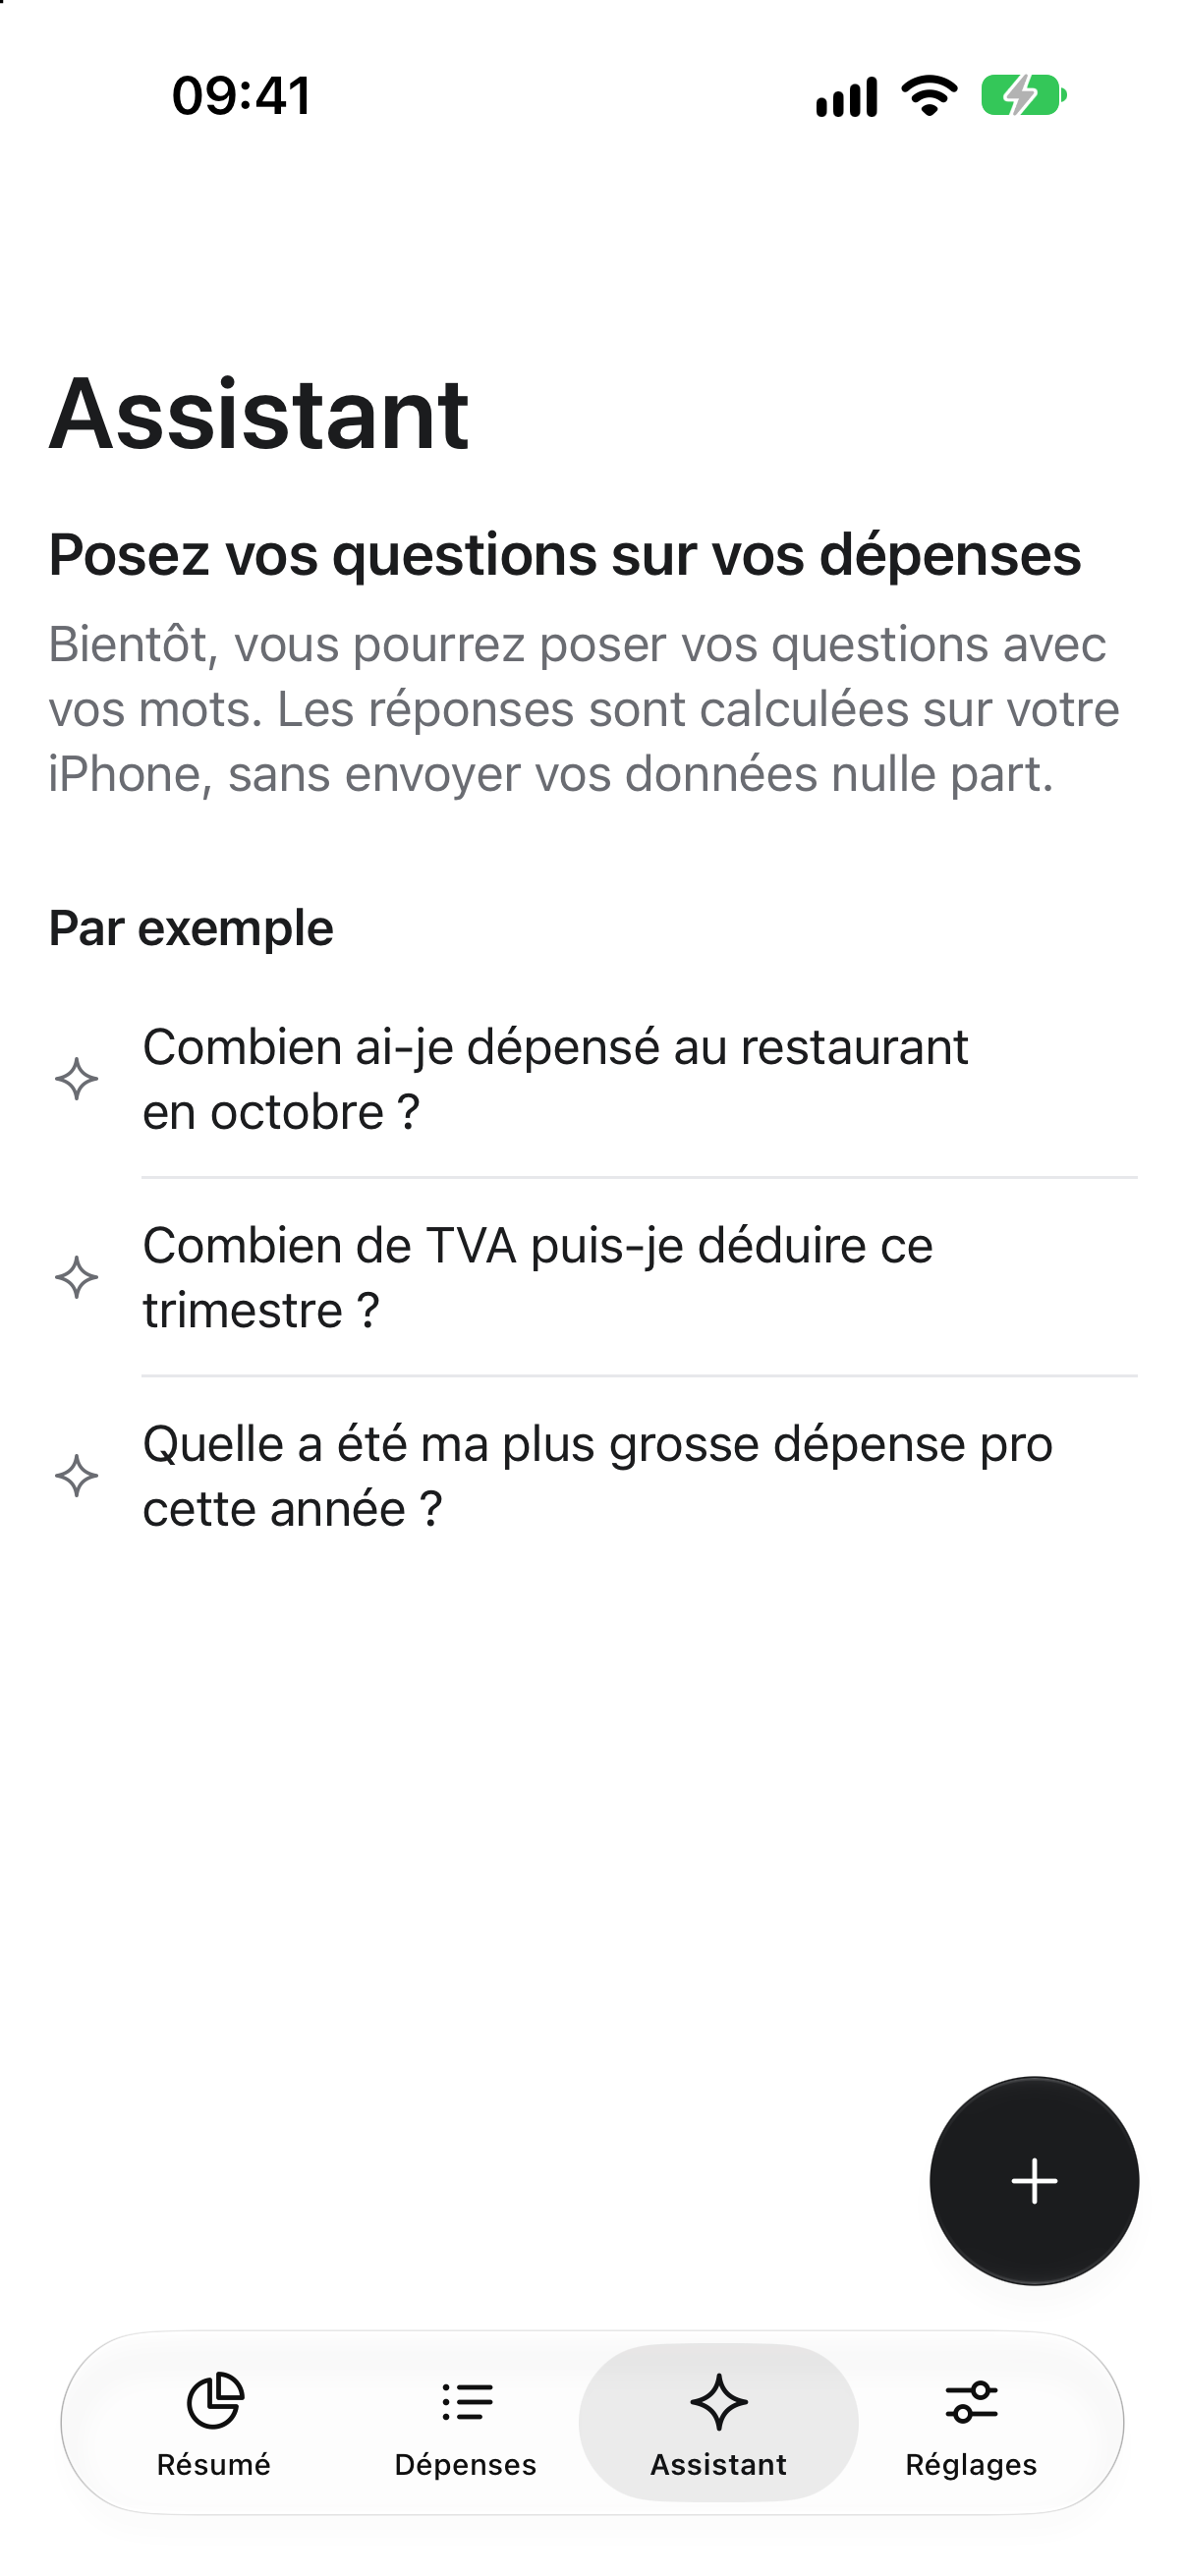 09:41
Assistant
Posez vos questions sur vos dépenses
Bientôt, vous pourrez poser vos questions avec
vos mots. Les réponses sont calculées sur votre
iPhone, sans envoyer vos données nulle part.
Par exemple
Combien ai-je dépensé au restaurant
en octobre ?
Combien de TVA puis-je déduire ce
trimestre ?
Quelle a été ma plus grosse dépense pro
cette année ?
Résumé
Dépenses
Assistant
Réglages